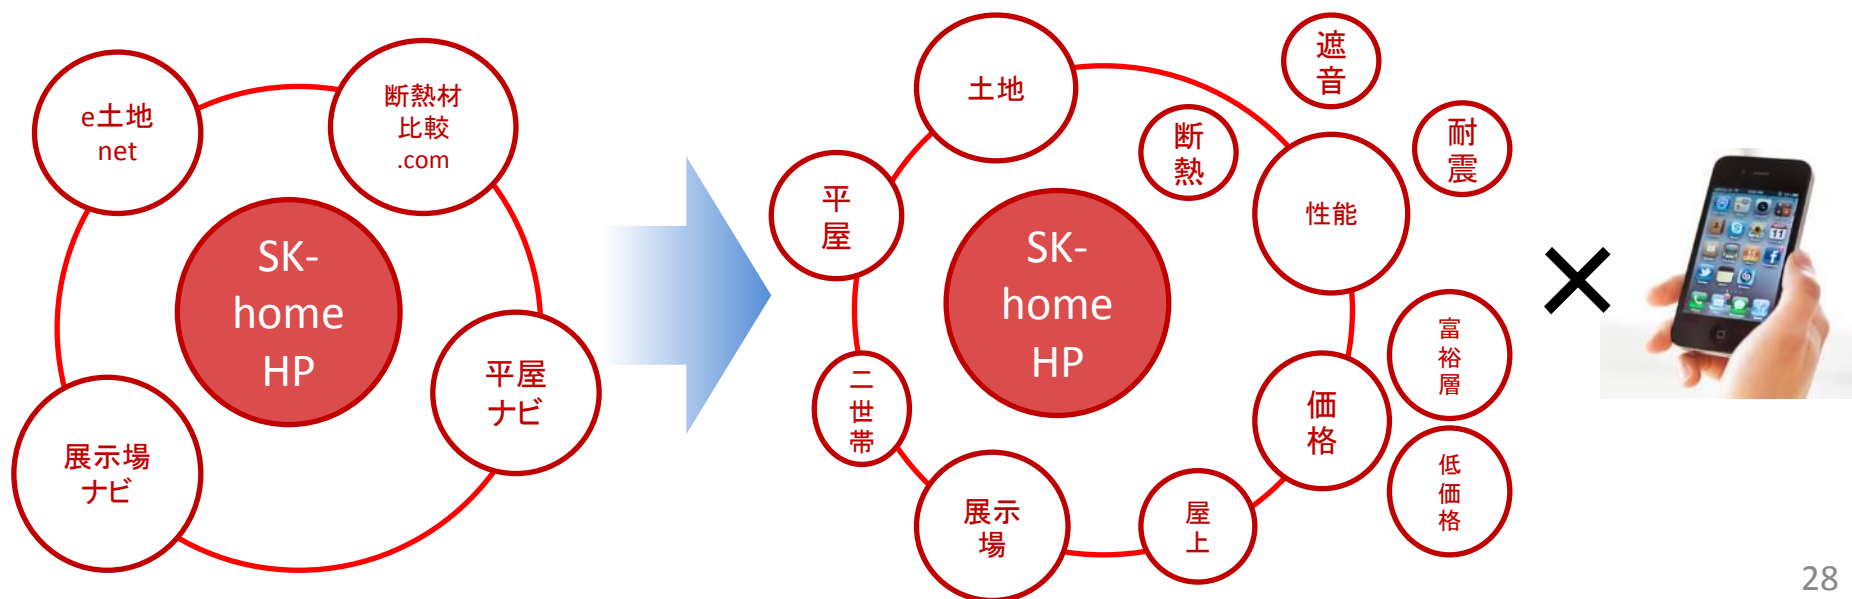 e土地
net
断熱材
比較
.com
SK-
home
HP
平屋
ナビ
展示場
ナビ
土地
遮
音
断
熱
耐
震
平
屋
性能
SK-
home
HP
富
裕
層
二
世
帯
価
格
低
価
格
展示
場
屋
上
28